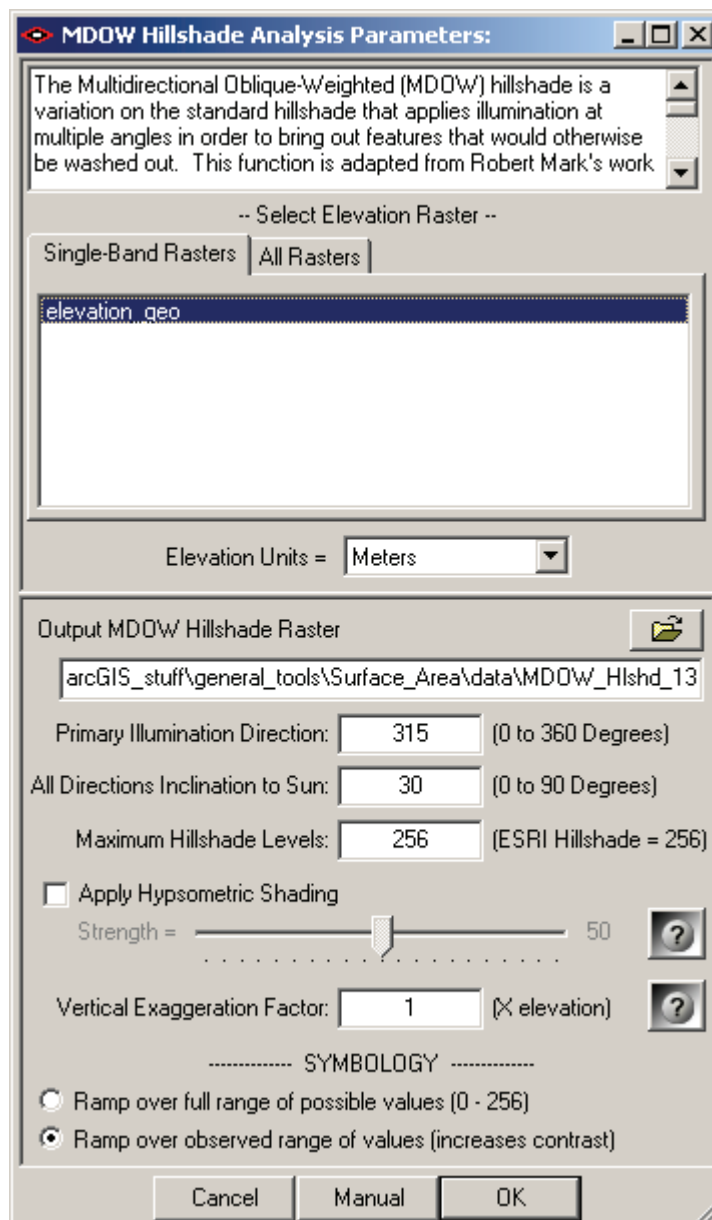 MDOW Hillshade Analysis Parameters:
The Multidirectional Oblique-Weighted (MDOW) hillshade is a
variation on the standard hillshade that applies illumination at
multiple angles in order to bring out features that would otherwise
be washed out. This function is adapted from Robert Mark's work
-- Select Elevation Raster --
Single-Band Rasters All Rasters
elevation_geo
Elevation Units = Meters
Output MDOW Hillshade Raster
arcGIS_stuff\general_tools\Surface_Area\data\MDOW_Hlshd_13
Primary Illumination Direction: 315 (0 to 360 Degrees)
All Directions Inclination to Sun: 30 (0 to 90 Degrees)
Maximum Hillshade Levels: 256 (ESRI Hillshade = 256)
Apply Hypsometric Shading
Strength = 50 ?
Vertical Exaggeration Factor: 1 (X elevation) ?
------------- SYMBOLOGY -------------
Ramp over full range of possible values (0 - 256)
Ramp over observed range of values (increases contrast)
Cancel Manual OK